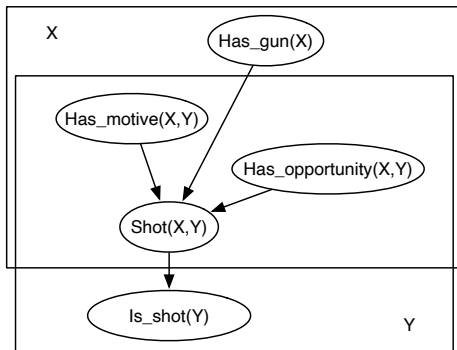 X
Has_gun(X)
Has_motive(X,Y)
Has_opportunity(X,Y)
Shot(X,Y)
Is_shot(Y)
Y